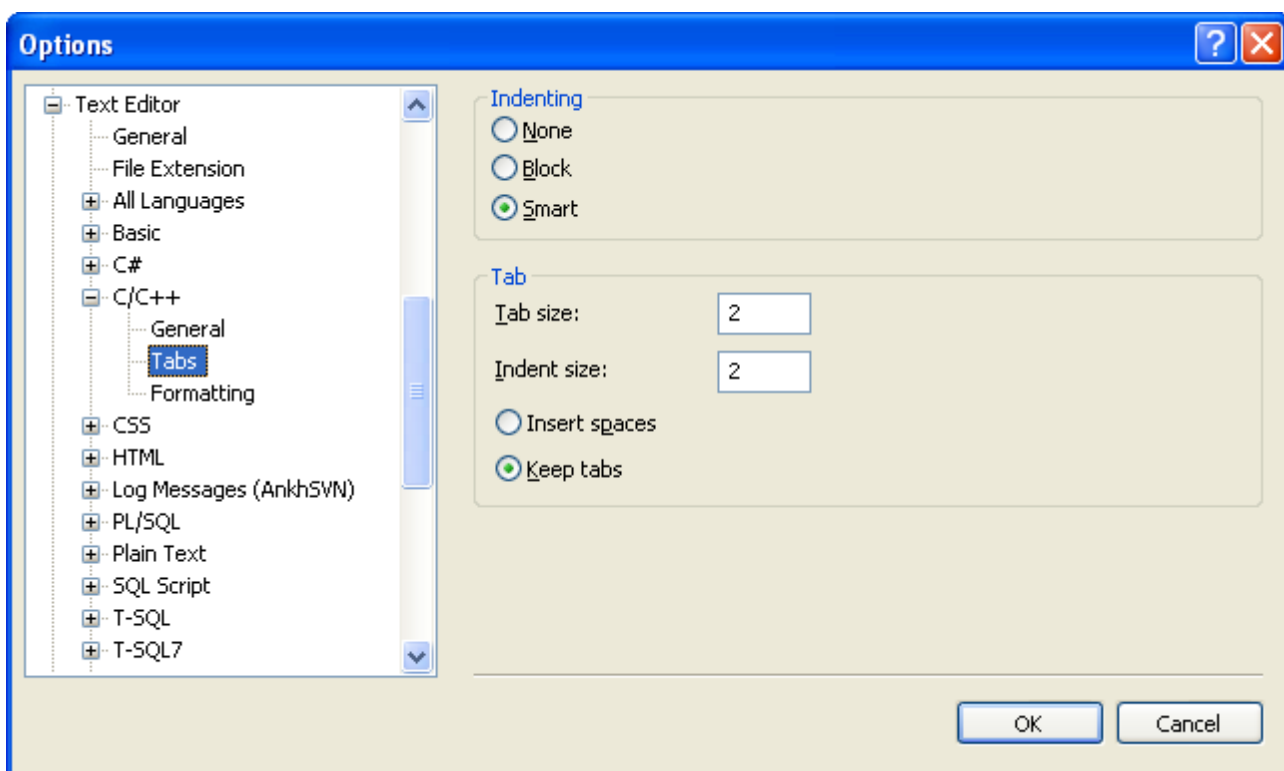 Options
Text Editor
General
File Extension
All Languages
Basic
C#
C/C++
General
Tabs
Formatting
CSS
HTML
Log Messages (AnkhSVN)
PL/SQL
Plain Text
SQL Script
T-SQL
T-SQL7
Indenting
None
Block
Smart
Tab
Tab size: 2
Indent size: 2
Insert spaces
Keep tabs
OK Cancel